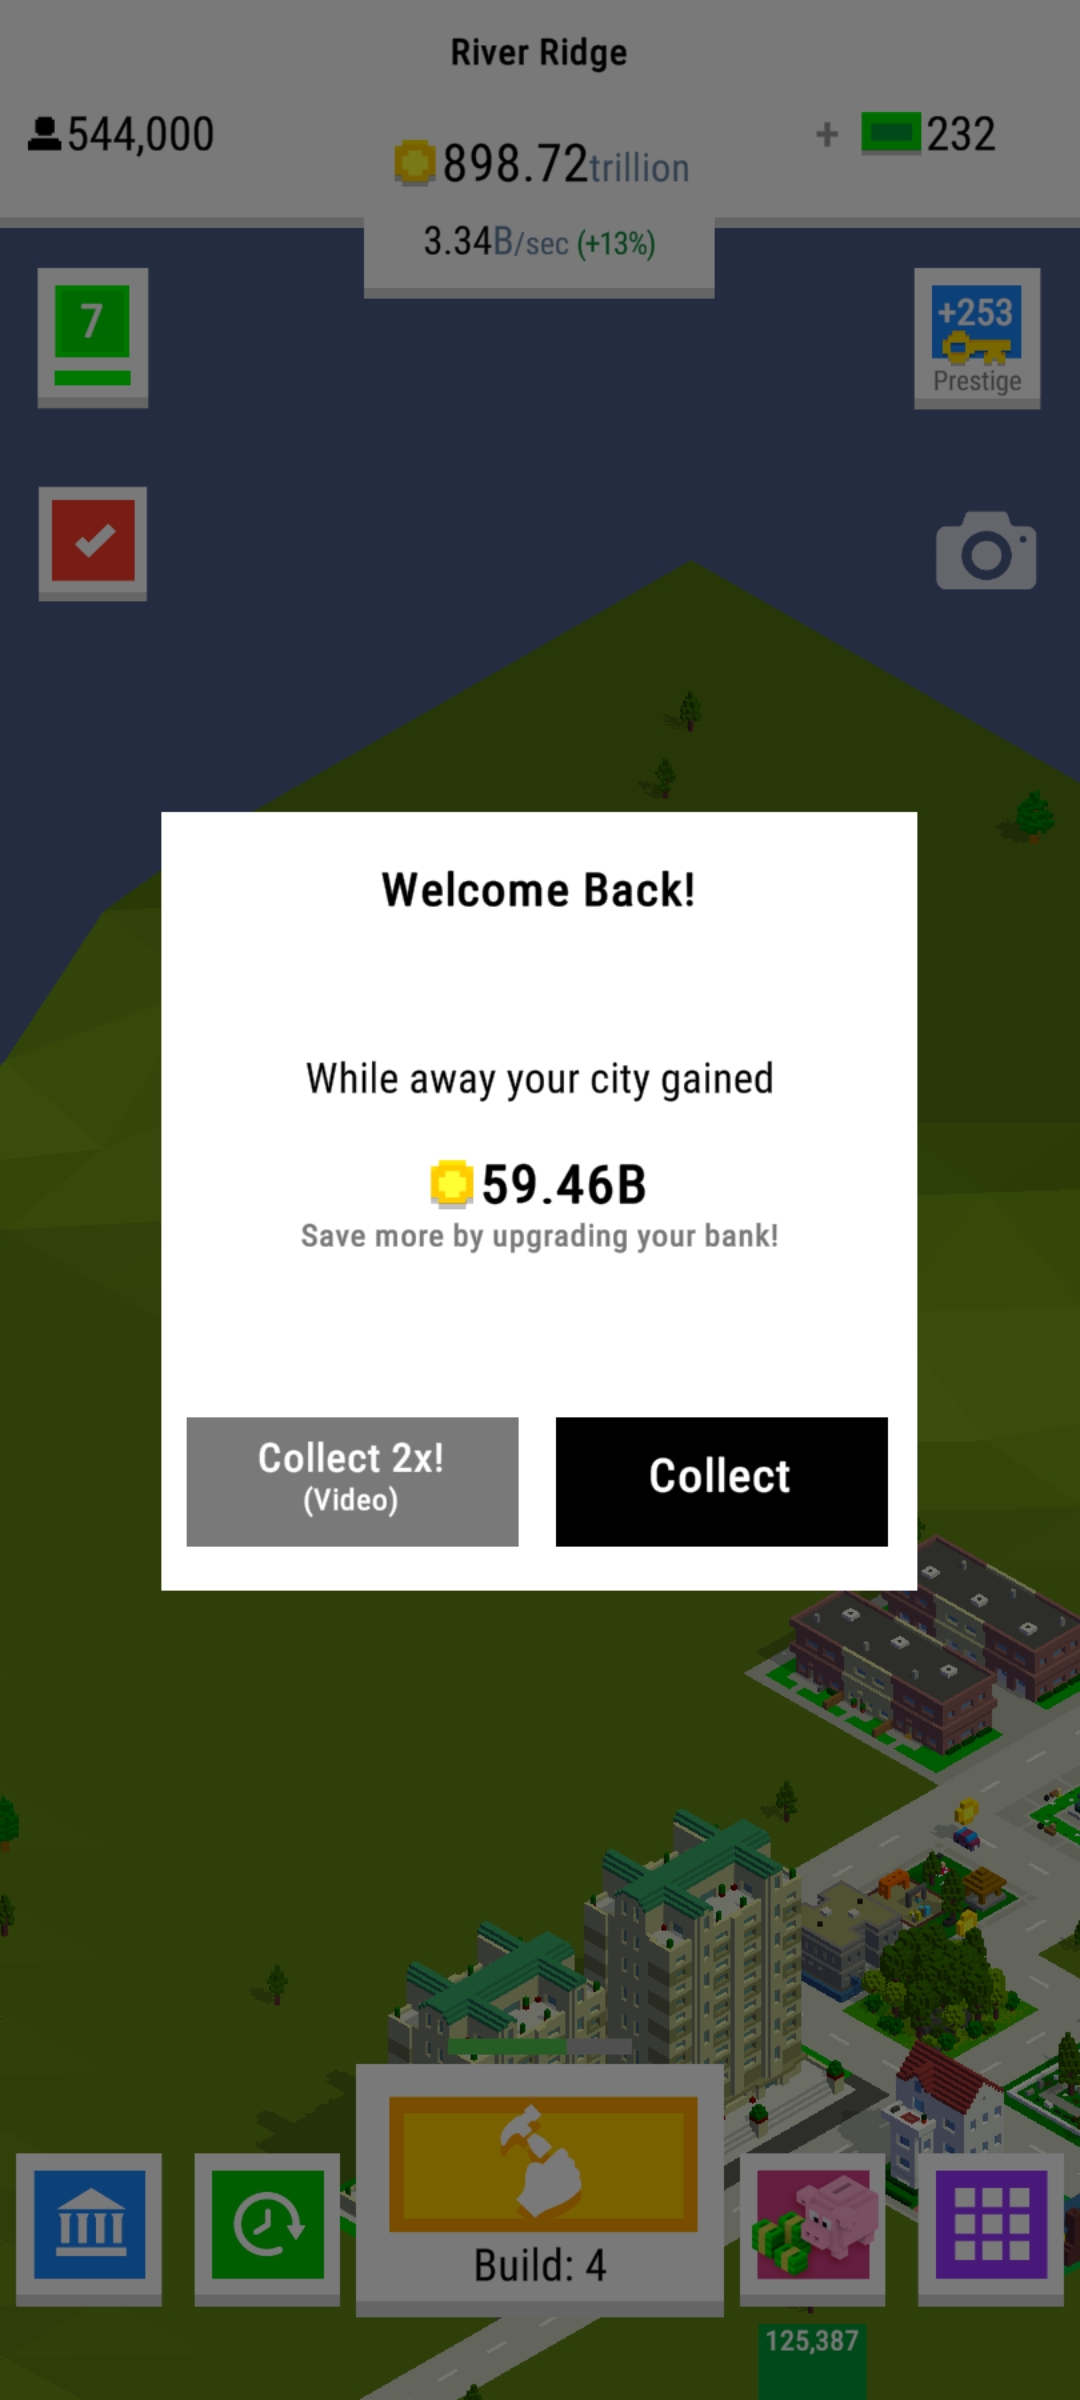 River Ridge
544,000
898.72trillion
+ 232
3.34B/sec (+13%)
7
+253
Prestige
Welcome Back!
While away your city gained
59.46B
Save more by upgrading your bank!
Collect 2x!
(Video)
Collect
Build: 4
125,387